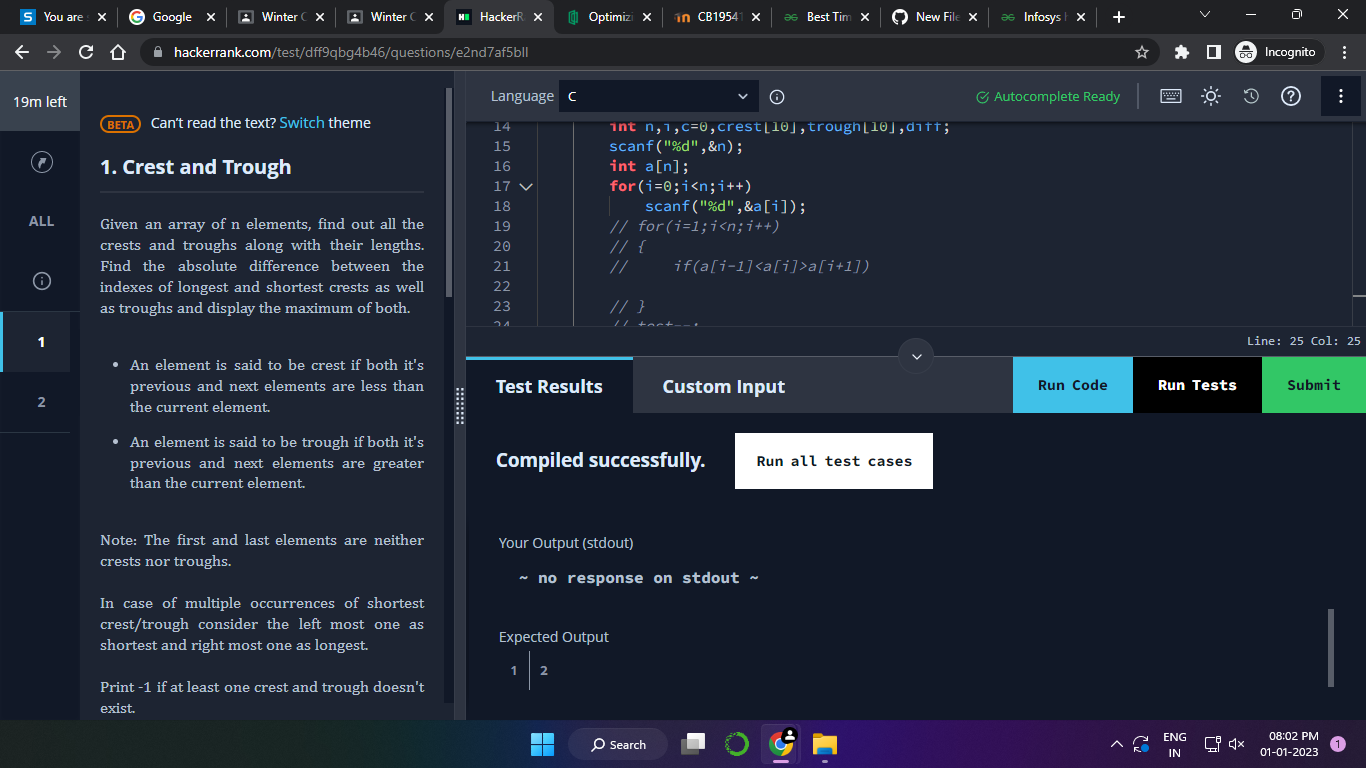 You are
Google
Winter C
Winter C
HackerR
Optimizi
CB19541
Best Tim
New File
Infosys
hackerrank.com/test/dff9qbg4b46/questions/e2nd7af5bll
Incognito
19m left
ALL
1
2
BETA Can't read the text? Switch theme
1. Crest and Trough
Given an array of n elements, find out all the
crests and troughs along with their lengths.
Find the absolute difference between the
indexes of longest and shortest crests as well
as troughs and display the maximum of both.
• An element is said to be crest if both it's
previous and next elements are less than
the current element.
• An element is said to be trough if both it's
previous and next elements are greater
than the current element.
Note: The first and last elements are neither
crests nor troughs.
In case of multiple occurrences of shortest
crest/trough consider the left most one as
shortest and right most one as longest.
Print -1 if at least one crest and trough doesn't
exist.
Language C
Autocomplete Ready
14 int n,i,c=0,crest[10],trough[10],diff;
15 scanf("%d",&n);
16 int a[n];
17 for(i=0;i<n;i++)
18 scanf("%d",&a[i]);
19 // for(i=1;i<n;i++)
20 // {
21 // if(a[i-1]<a[i]>a[i+1])
22
23 // }
24 // test--;
Line: 25 Col: 25
Test Results
Custom Input
Run Code
Run Tests
Submit
Compiled successfully.
Run all test cases
Your Output (stdout)
~ no response on stdout ~
Expected Output
1 2
Search
ENG
IN
08:02 PM
01-01-2023
1